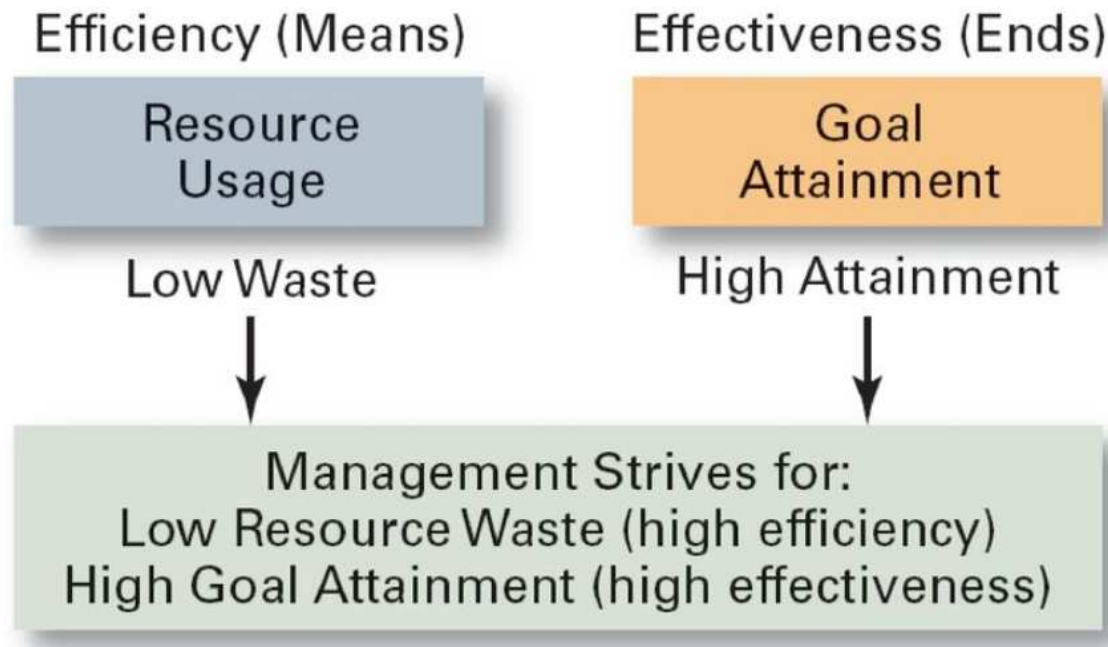 Efficiency (Means)
Effectiveness (Ends)
Resource
Usage
Goal
Attainment
Low Waste
High Attainment
Management Strives for:
Low Resource Waste (high efficiency)
High Goal Attainment (high effectiveness)